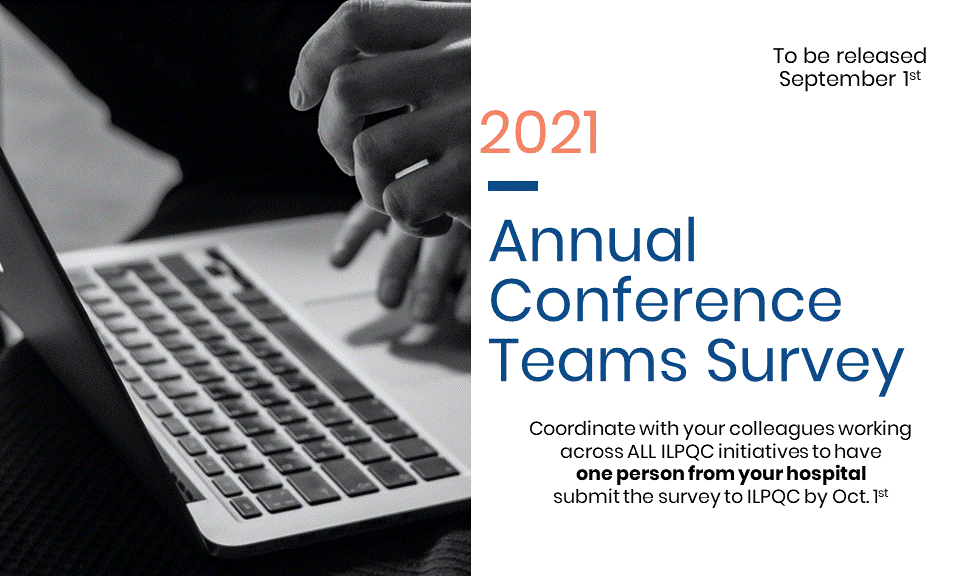 To be released
September 1st
2021
Annual
Conference
Teams Survey
Coordinate with your colleagues working
across ALL ILPQC initiatives to have
one person from your hospital
submit the survey to ILPQC by Oct. 1st